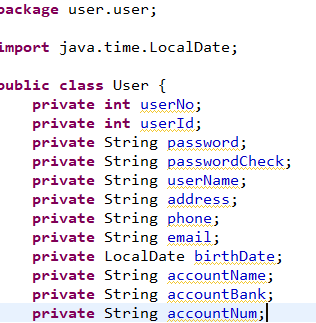 package user.user;
import java.time.LocalDate;
public class User {
private int userNo;
private int userId;
private String password;
private String passwordCheck;
private String userName;
private String address;
private String phone;
private String email;
private LocalDate birthDate;
private String accountName;
private String accountBank;
private String accountNum;